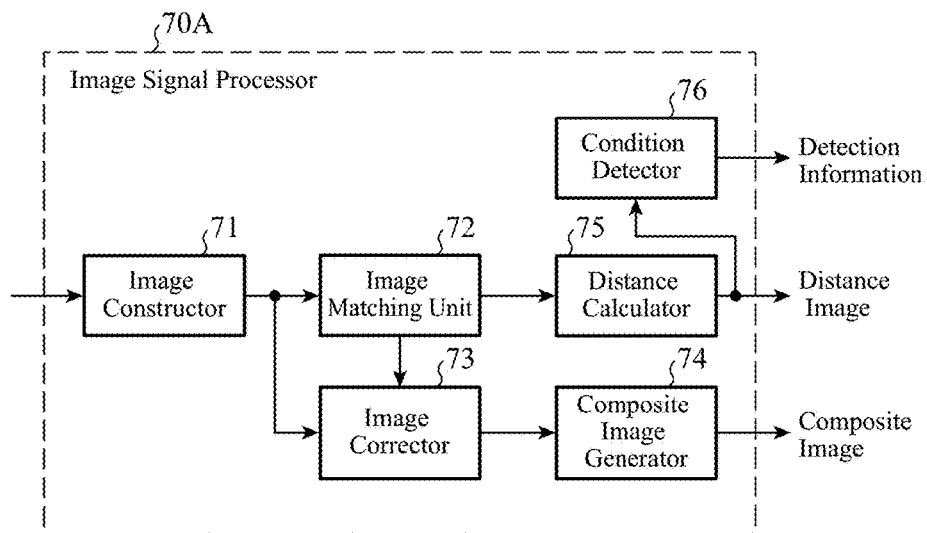 70A
Image Signal Processor
76
Condition
Detector
Detection
Information
71
Image
Constructor
72
Image
Matching Unit
75
Distance
Calculator
Distance
Image
73
Image
Corrector
74
Composite
Image
Generator
Composite
Image